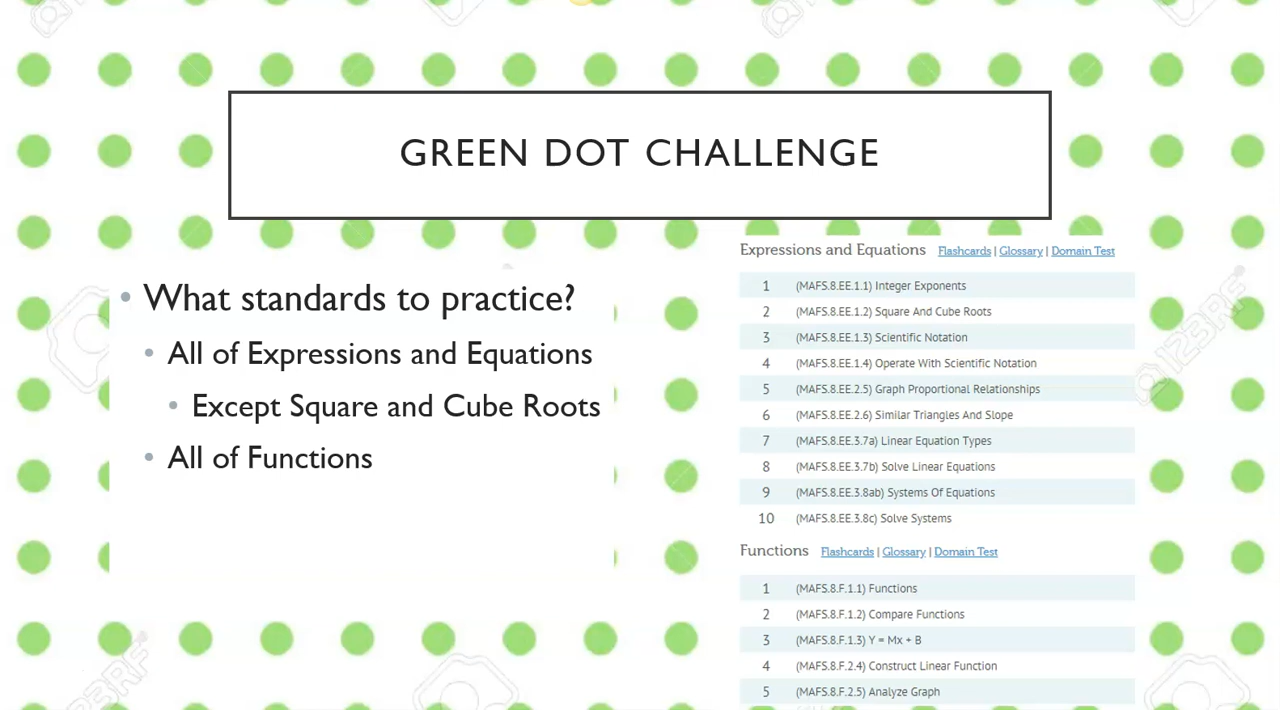 GREEN DOT CHALLENGE
What standards to practice?
All of Expressions and Equations
Except Square and Cube Roots
All of Functions
Expressions and Equations Flashcards | Glossary | Domain Test
1 (MAFS.8.EE.1.1) Integer Exponents
2 (MAFS.8.EE.1.2) Square And Cube Roots
3 (MAFS.8.EE.1.3) Scientific Notation
4 (MAFS.8.EE.1.4) Operate With Scientific Notation
5 (MAFS.8.EE.2.5) Graph Proportional Relationships
6 (MAFS.8.EE.2.6) Similar Triangles And Slope
7 (MAFS.8.EE.3.7a) Linear Equation Types
8 (MAFS.8.EE.3.7b) Solve Linear Equations
9 (MAFS.8.EE.3.8ab) Systems Of Equations
10 (MAFS.8.EE.3.8c) Solve Systems
Functions Flashcards | Glossary | Domain Test
1 (MAFS.8.F.1.1) Functions
2 (MAFS.8.F.1.2) Compare Functions
3 (MAFS.8.F.1.3) Y = Mx + B
4 (MAFS.8.F.2.4) Construct Linear Function
5 (MAFS.8.F.2.5) Analyze Graph
123RF
123RF